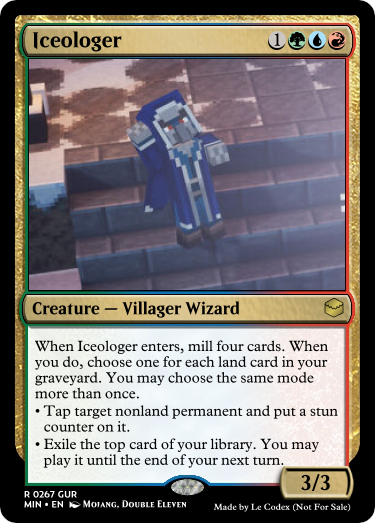 Iceologer 1
Creature — Villager Wizard
When Iceologer enters, mill four cards. When
you do, choose one for each land card in your
graveyard. You may choose the same mode
more than once.
• Tap target nonland permanent and put a stun
counter on it.
• Exile the top card of your library. You may
play it until the end of your next turn.
3/3
R 0267 GUR
MIN • EN Mojang, Double Eleven
Made by Le Codex (Not For Sale)